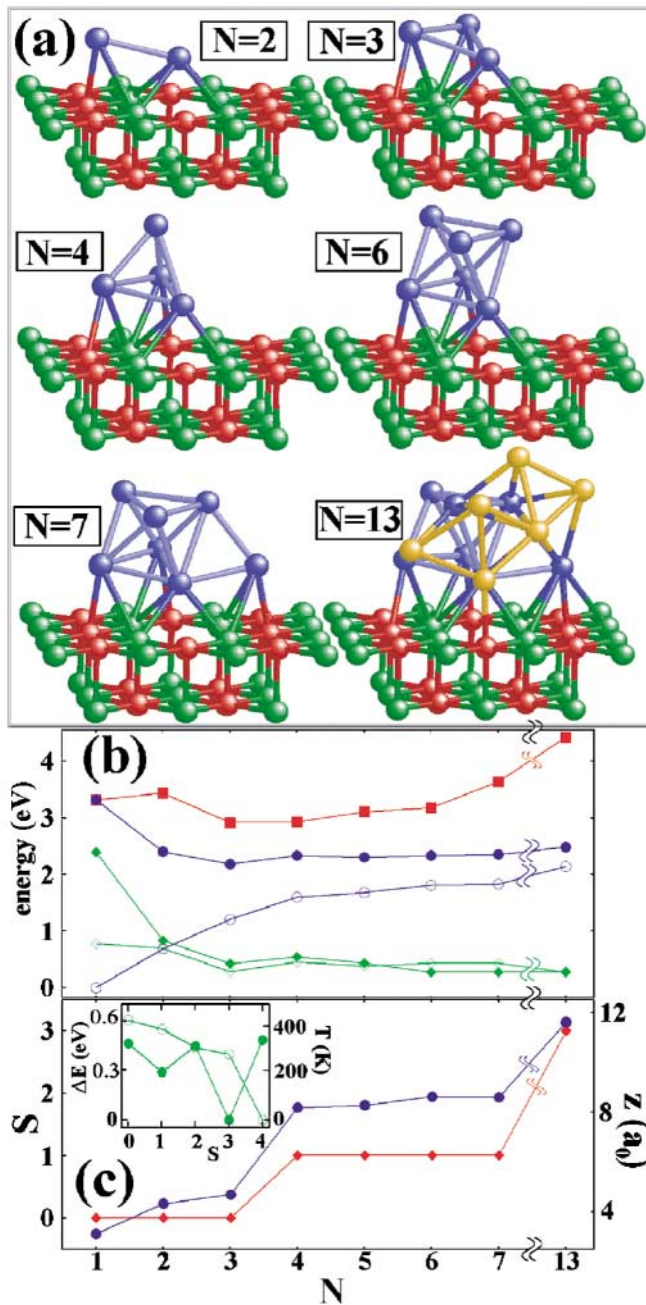 (a) N=2 N=3
N=4 N=6
N=7 N=13
(b)
energy (eV)
4
3
2
1
0
(c)
S
3
2
1
0
z (a₀)
12
8
4
ΔE (eV)
0.6
0.3
0
T (K)
400
200
0
0 1 2 3 4
S
1 2 3 4 5 6 7 13
N